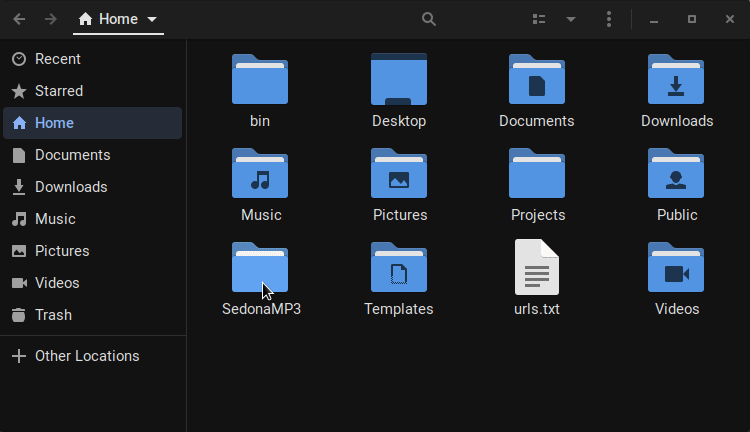 Home
Recent
Starred
Home
Documents
Downloads
Music
Pictures
Videos
Trash
Other Locations
bin
Desktop
Documents
Downloads
Music
Pictures
Projects
Public
SedonaMP3
Templates
urls.txt
Videos